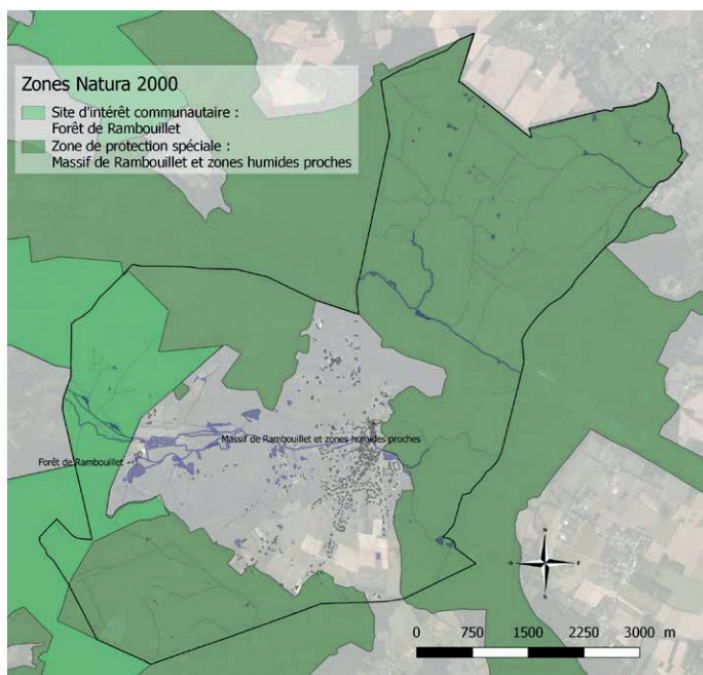 Zones Natura 2000
Site d'intérêt communautaire :
Forêt de Rambouillet
Zone de protection spéciale :
Massif de Rambouillet et zones humides proches
Massif de Rambouillet et zones humides proches
Forêt de Rambouillet
N
O E
S
0 750 1500 2250 3000 m